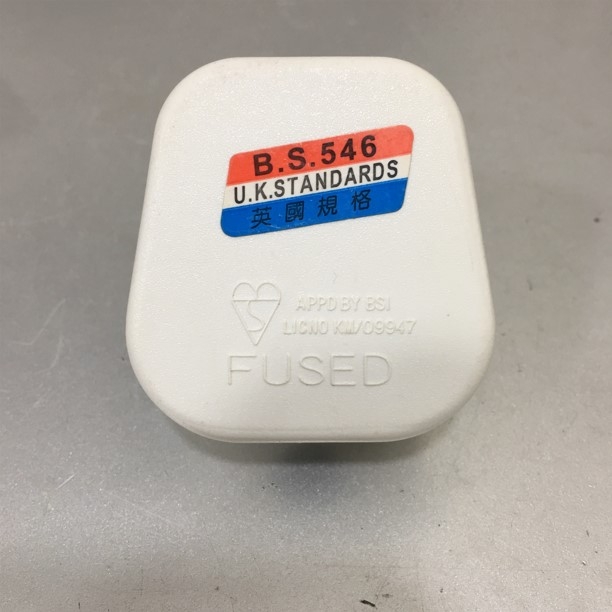 B.S.546
U.K.STANDARDS
英國規格
APPD BY BSI
LICNO KM/09947
FUSED